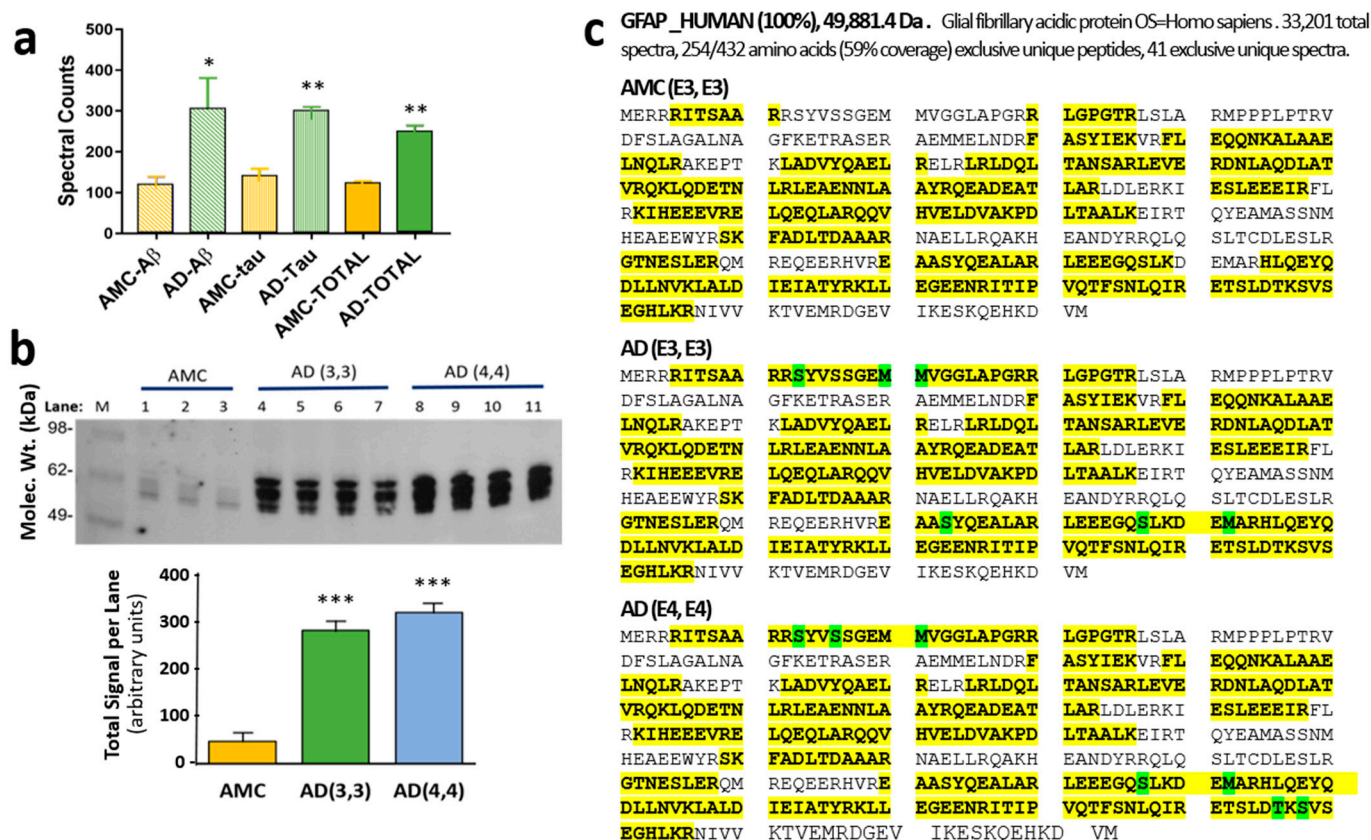 a
Spectral Counts
500
400
300
200
100
0
*
**
**
AMC-Aβ
AD-Aβ
AMC-tau
AD-Tau
AMC-TOTAL
AD-TOTAL
b
Molec. Wt. (kDa)
AMC AD (3,3) AD (4,4)
Lane: M 1 2 3 4 5 6 7 8 9 10 11
98-
62-
49-
Total Signal per Lane
(arbitrary units)
400
300
200
100
0
***
***
AMC AD(3,3) AD(4,4)
c
GFAP_HUMAN (100%), 49,881.4 Da. Glial fibrillary acidic protein OS=Homo sapiens. 33,201 total
spectra, 254/432 amino acids (59% coverage) exclusive unique peptides, 41 exclusive unique spectra.
AMC (E3, E3)
MERRRITSAA RRSYVSSGEM MVGGLAPGRR LGPGTRLSLA RMPPPLPTRV
DFSLAGALNA GFKETRASER AEMMELNDRF ASYIEKVRFL EQQNKALAAE
LNQLRAKEPT KLADVYQAEL RELRLRLDQL TANSARLEVE RDNLAQDLAT
VRQKLQDETN LRLEAENNLA AYRQEADEAT LARLDLERKI ESLEEEIRFL
RKIHEEEVRE LQEQLARQQV HVELDVAKPD LTAALKEIRT QYEAMASSNM
HEAEEWYRSK FADLTDAAAR NAELLRQAKH EANDYRRQLQ SLTCDLESLR
GTNESLERQM REQEERHVRE AASYQEALAR LEEEGQSLKD EMARHLQEYQ
DLLNVKLALD IEIATYRKLL EGEENRITIP VQTFSNLQIR ETSLDTKSVS
EGHLKRNIVV KTVEMRDGEV IKESKQEHKD VM
AD (E3, E3)
MERRRITSAA RRSYVSSGEM MVGGLAPGRR LGPGTRLSLA RMPPPLPTRV
DFSLAGALNA GFKETRASER AEMMELNDRF ASYIEKVRFL EQQNKALAAE
LNQLRAKEPT KLADVYQAEL RELRLRLDQL TANSARLEVE RDNLAQDLAT
VRQKLQDETN LRLEAENNLA AYRQEADEAT LARLDLERKI ESLEEEIRFL
RKIHEEEVRE LQEQLARQQV HVELDVAKPD LTAALKEIRT QYEAMASSNM
HEAEEWYRSK FADLTDAAAR NAELLRQAKH EANDYRRQLQ SLTCDLESLR
GTNESLERQM REQEERHVRE AASYQEALAR LEEEGQSLKD EMARHLQEYQ
DLLNVKLALD IEIATYRKLL EGEENRITIP VQTFSNLQIR ETSLDTKSVS
EGHLKRNIVV KTVEMRDGEV IKESKQEHKD VM
AD (E4, E4)
MERRRITSAA RRSYVSSGEM MVGGLAPGRR LGPGTRLSLA RMPPPLPTRV
DFSLAGALNA GFKETRASER AEMMELNDRF ASYIEKVRFL EQQNKALAAE
LNQLRAKEPT KLADVYQAEL RELRLRLDQL TANSARLEVE RDNLAQDLAT
VRQKLQDETN LRLEAENNLA AYRQEADEAT LARLDLERKI ESLEEEIRFL
RKIHEEEVRE LQEQLARQQV HVELDVAKPD LTAALKEIRT QYEAMASSNM
HEAEEWYRSK FADLTDAAAR NAELLRQAKH EANDYRRQLQ SLTCDLESLR
GTNESLERQM REQEERHVRE AASYQEALAR LEEEGQSLKD EMARHLQEYQ
DLLNVKLALD IEIATYRKLL EGEENRITIP VQTFSNLQIR ETSLDTKSVS
EGHLKRNIVV KTVEMRDGEV IKESKQEHKD VM